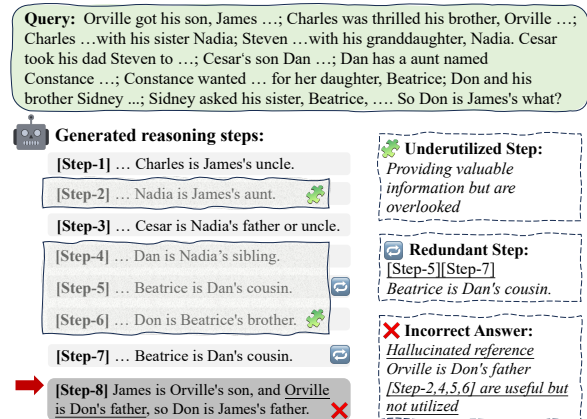 Query: Orville got his son, James …; Charles was thrilled his brother, Orville …;
Charles …with his sister Nadia; Steven …with his granddaughter, Nadia. Cesar
took his dad Steven to …; Cesar's son Dan …; Dan has a aunt named
Constance …; Constance wanted … for her daughter, Beatrice; Don and his
brother Sidney ...; Sidney asked his sister, Beatrice, …. So Don is James's what?
Generated reasoning steps:
[Step-1] … Charles is James's uncle.
[Step-2] … Nadia is James's aunt.
[Step-3] … Cesar is Nadia's father or uncle.
[Step-4] … Dan is Nadia's sibling.
[Step-5] … Beatrice is Dan's cousin.
[Step-6] … Don is Beatrice's brother.
[Step-7] … Beatrice is Dan's cousin.
[Step-8] James is Orville's son, and Orville
is Don's father, so Don is James's father.
Underutilized Step:
Providing valuable
information but are
overlooked
Redundant Step:
[Step-5][Step-7]
Beatrice is Dan's cousin.
Incorrect Answer:
Hallucinated reference
Orville is Don's father
[Step-2,4,5,6] are useful but
not utilized